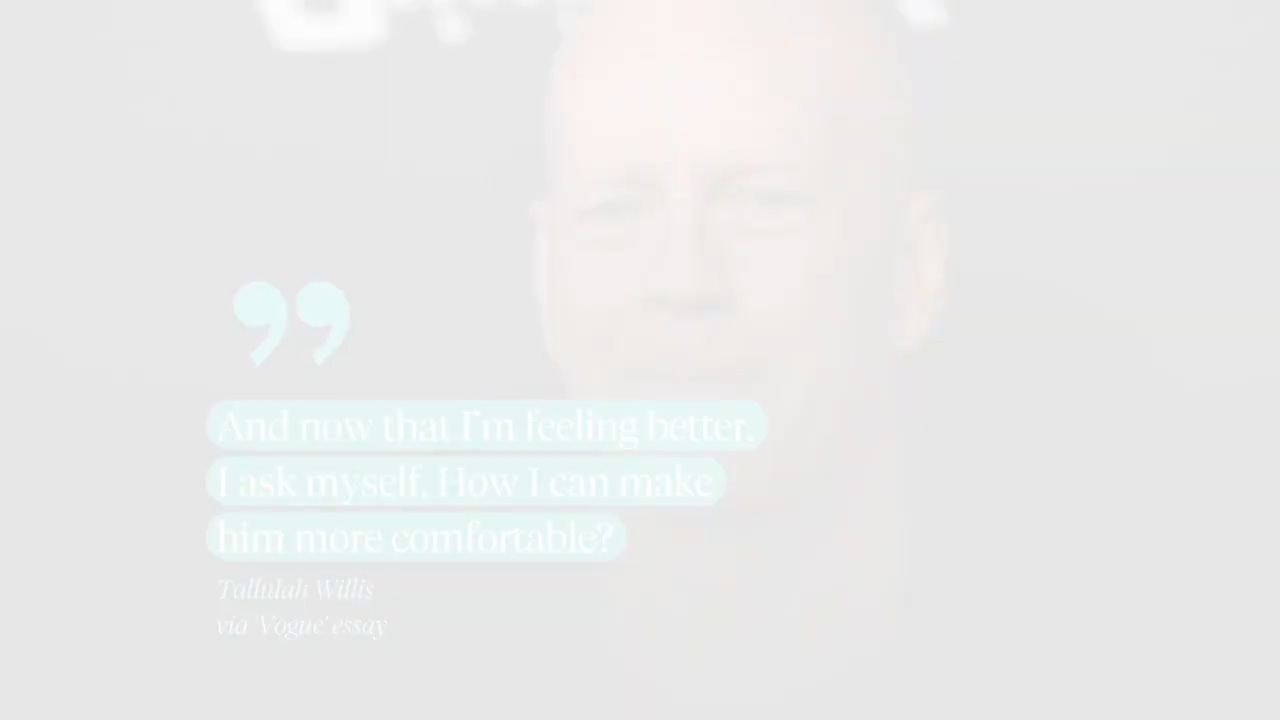 And now that I'm feeling better,
I ask myself, How I can make
him more comfortable?
Tallulah Willis
via 'Vogue' essay